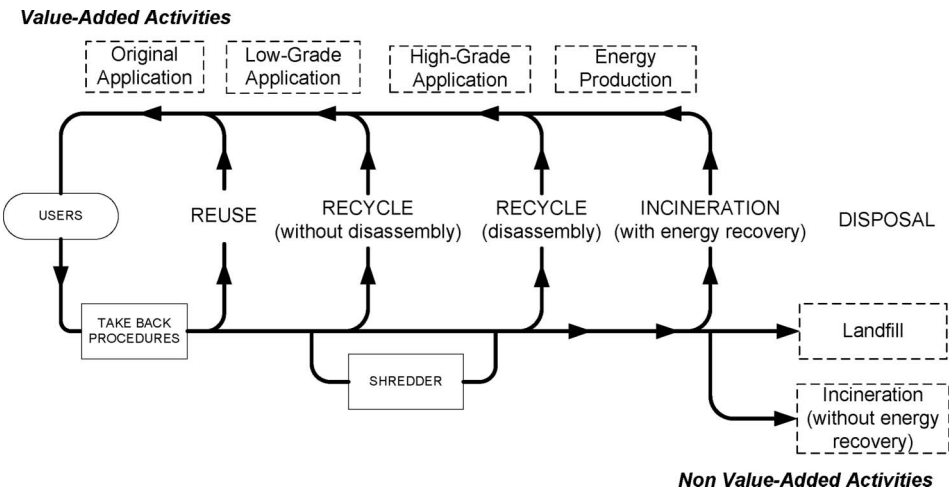 Value-Added Activities
Original
Application
Low-Grade
Application
High-Grade
Application
Energy
Production
USERS
REUSE
RECYCLE
(without disassembly)
RECYCLE
(disassembly)
INCINERATION
(with energy recovery)
DISPOSAL
TAKE BACK
PROCEDURES
SHREDDER
Landfill
Incineration
(without energy
recovery)
Non Value-Added Activities